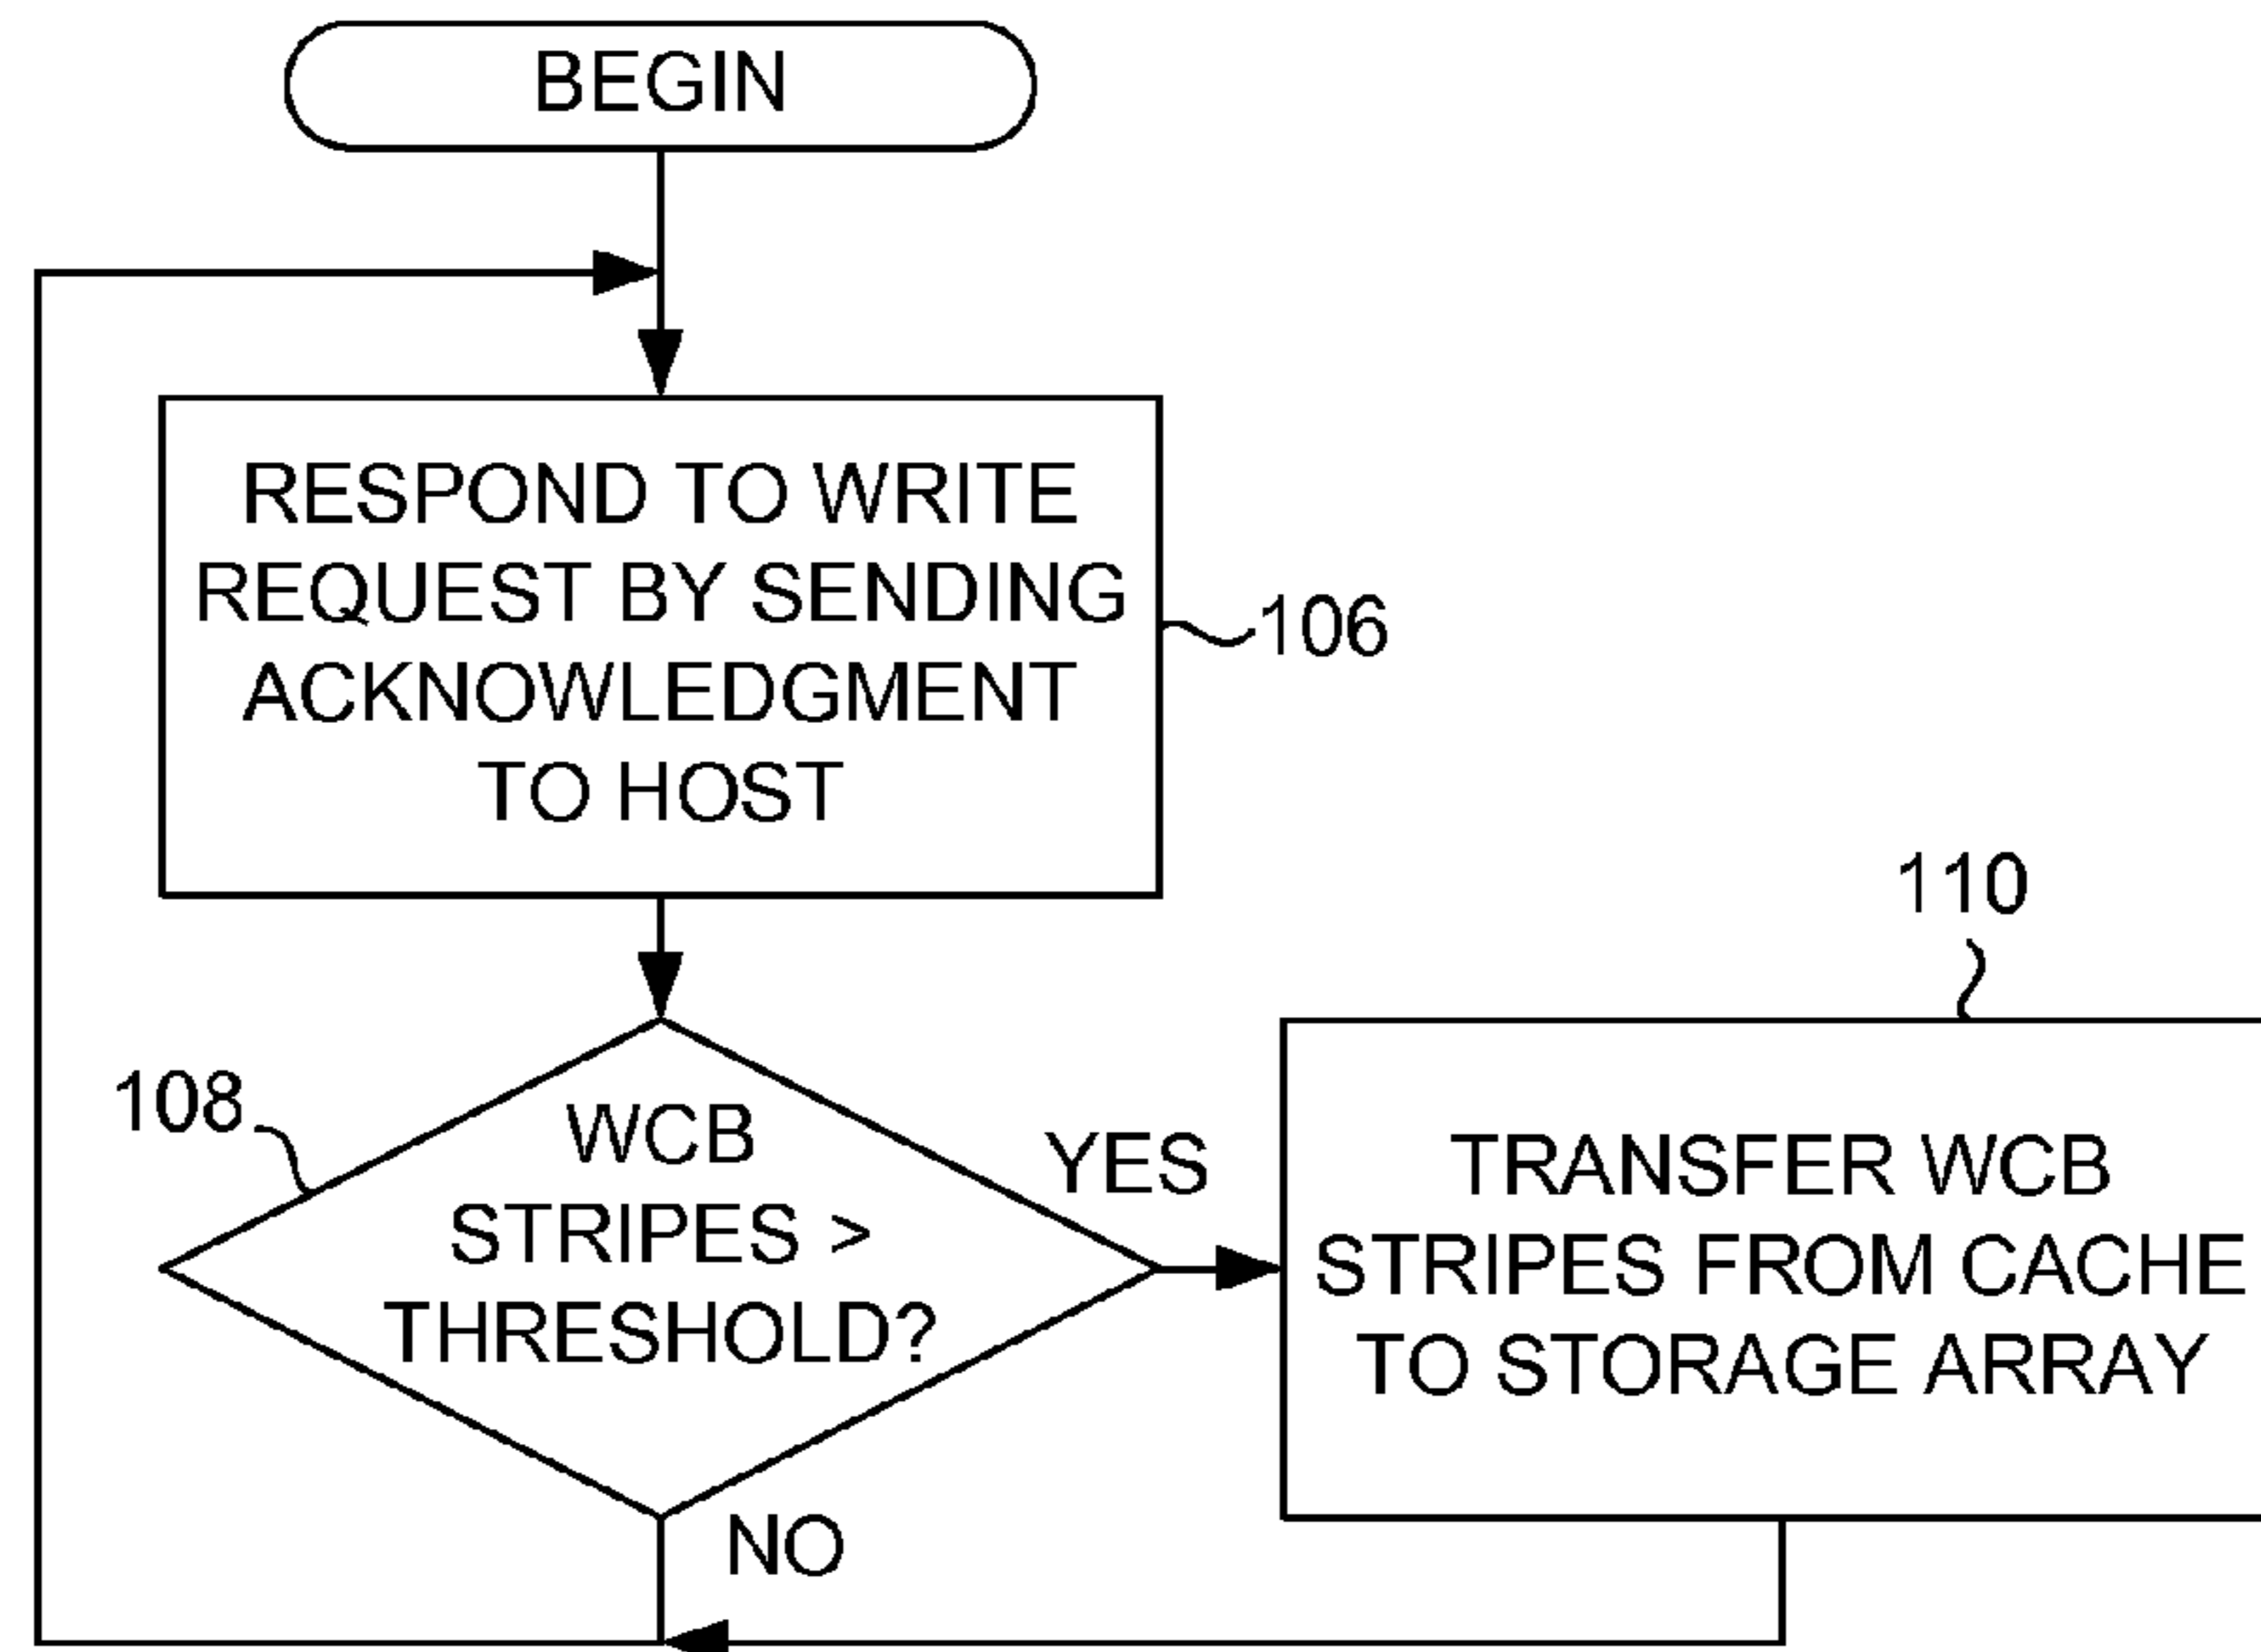 BEGIN
RESPOND TO WRITE
REQUEST BY SENDING
ACKNOWLEDGMENT
TO HOST
106
108
WCB
STRIPES >
THRESHOLD?
YES
NO
110
TRANSFER WCB
STRIPES FROM CACHE
TO STORAGE ARRAY